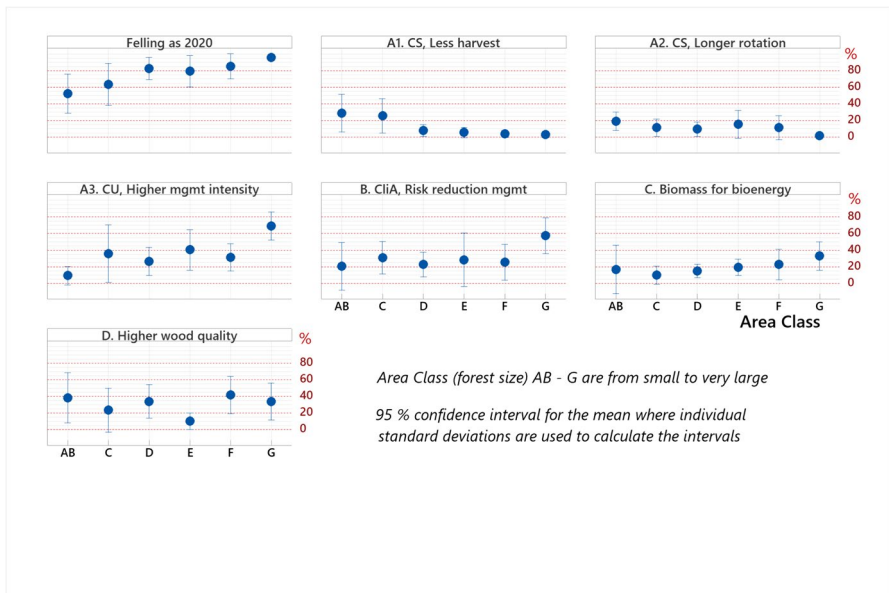 Felling as 2020
A1. CS, Less harvest
A2. CS, Longer rotation
%
80
60
40
20
0
A3. CU, Higher mgmt intensity
B. CliA, Risk reduction mgmt
C. Biomass for bioenergy
%
80
60
40
20
0
AB C D E F G
AB C D E F G
Area Class
D. Higher wood quality
%
80
60
40
20
0
AB C D E F G
Area Class (forest size) AB - G are from small to very large
95 % confidence interval for the mean where individual
standard deviations are used to calculate the intervals